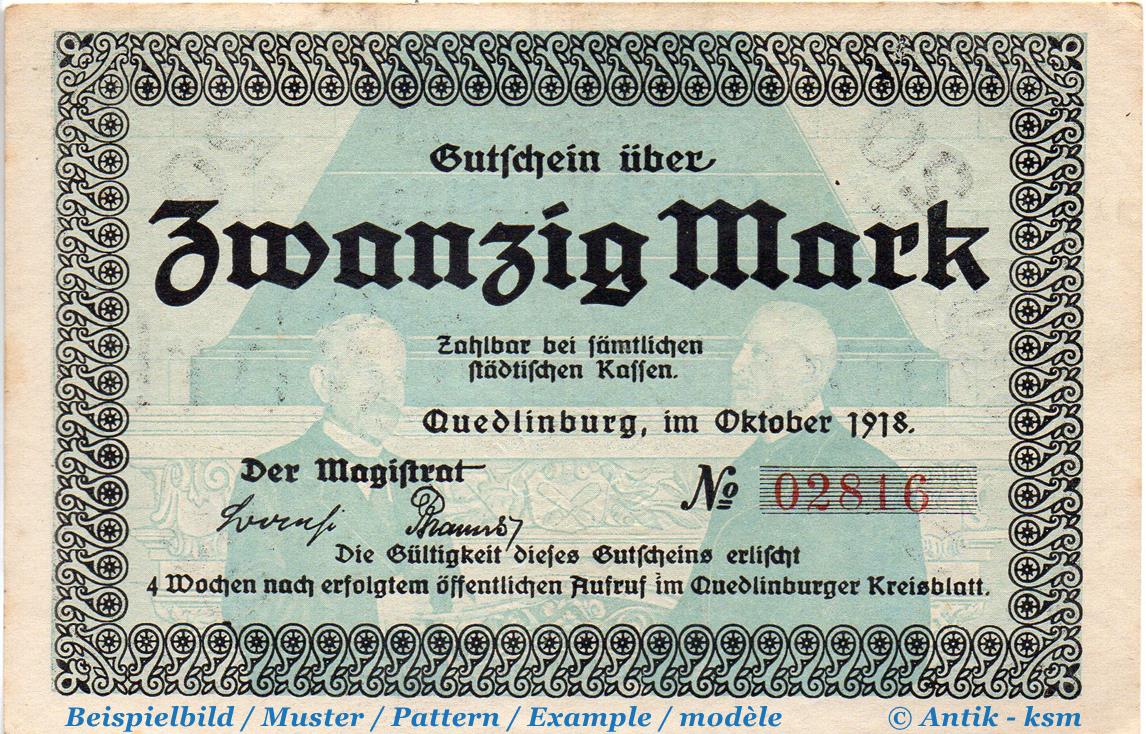 Gutschein über
Zwanzig Mark
Zahlbar bei sämtlichen
städtischen Kassen.
Quedlinburg, im Oktober 1918.
Der Magistrat
No 02816
Die Gültigkeit dieses Gutscheins erlischt
4 Wochen nach erfolgtem öffentlichen Aufruf im Quedlinburger Kreisblatt.
Beispielbild / Muster / Pattern / Example / modèle
© Antik - ksm